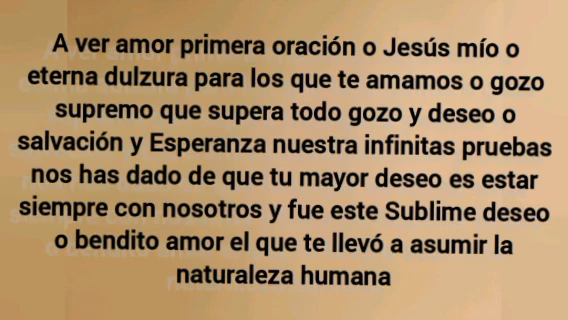 A ver amor primera oración o Jesús mío o
eterna dulzura para los que te amamos o gozo
supremo que supera todo gozo y deseo o
salvación y Esperanza nuestra infinitas pruebas
nos has dado de que tu mayor deseo es estar
siempre con nosotros y fue este Sublime deseo
o bendito amor el que te llevó a asumir la
naturaleza humana